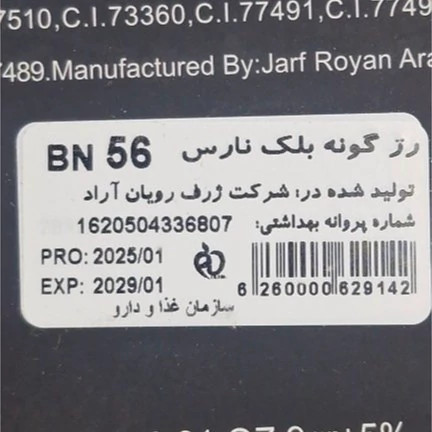 7510,C.I.73360,C.I.77491,C.I.7749
7489.Manufactured By:Jarf Royan Ara
رژ گونه بلک نارس BN 56
تولید شده در: شرکت ژرف رویان آراد
شماره پروانه بهداشتی: 1620504336807
PRO: 2025/01
EXP: 2029/01
6 260000 629142
سازمان غذا و دارو